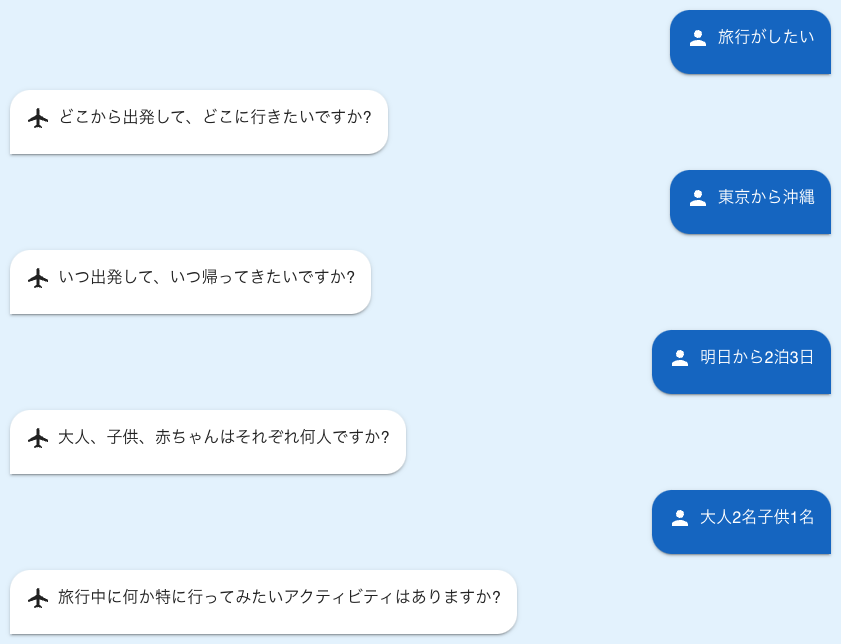 旅行がしたい
どこから出発して、どこに行きたいですか?
東京から沖縄
いつ出発して、いつ帰ってきたいですか?
明日から2泊3日
大人、子供、赤ちゃんはそれぞれ何人ですか?
大人2名子供1名
旅行中に何か特に行ってみたいアクティビティはありますか?